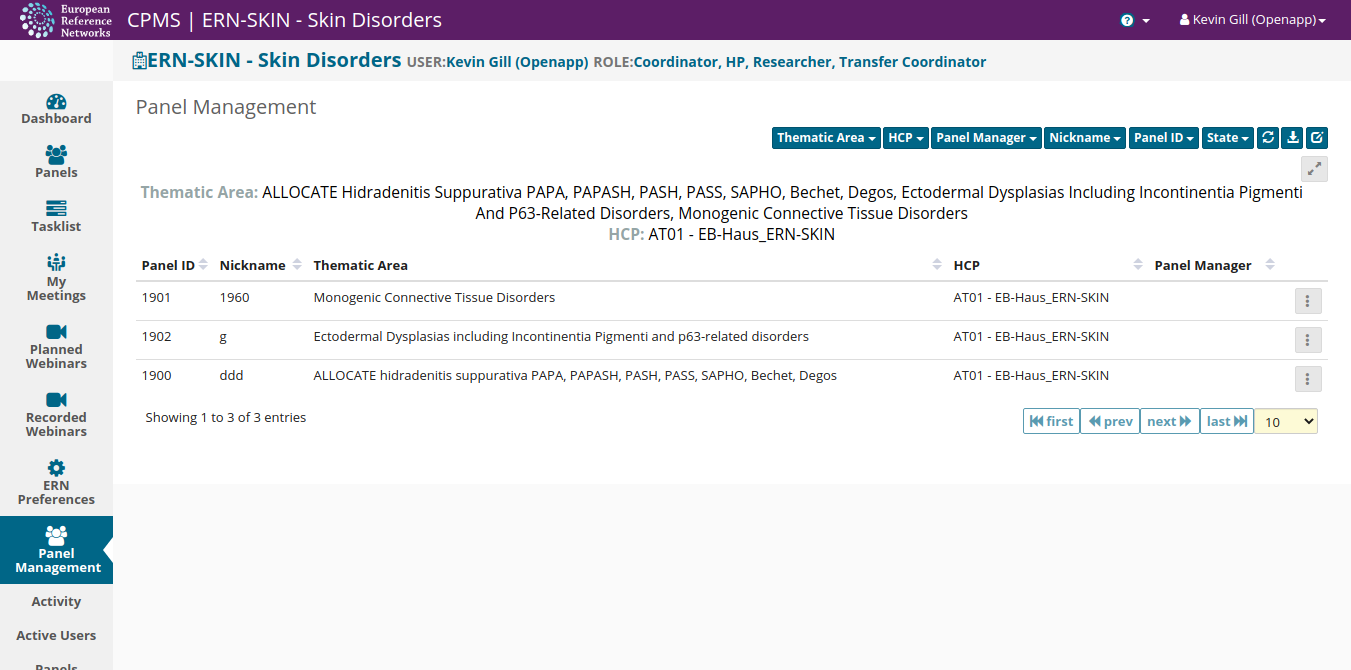 European
Reference
Networks
CPMS | ERN-SKIN - Skin Disorders
?
Kevin Gill (Openapp)
ERN-SKIN - Skin Disorders USER:Kevin Gill (Openapp) ROLE:Coordinator, HP, Researcher, Transfer Coordinator
Dashboard
Panels
Tasklist
My
Meetings
Planned
Webinars
Recorded
Webinars
ERN
Preferences
Panel
Management
Activity
Active Users
Panels
Panel Management
Thematic Area HCP Panel Manager Nickname Panel ID State
Thematic Area: ALLOCATE Hidradenitis Suppurativa PAPA, PAPASH, PASH, PASS, SAPHO, Bechet, Degos, Ectodermal Dysplasias Including Incontinentia Pigmenti
And P63-Related Disorders, Monogenic Connective Tissue Disorders
HCP: AT01 - EB-Haus_ERN-SKIN
Panel ID Nickname Thematic Area HCP Panel Manager
1901 1960 Monogenic Connective Tissue Disorders AT01 - EB-Haus_ERN-SKIN
1902 g Ectodermal Dysplasias including Incontinentia Pigmenti and p63-related disorders AT01 - EB-Haus_ERN-SKIN
1900 ddd ALLOCATE hidradenitis suppurativa PAPA, PAPASH, PASH, PASS, SAPHO, Bechet, Degos AT01 - EB-Haus_ERN-SKIN
Showing 1 to 3 of 3 entries
first prev next last 10